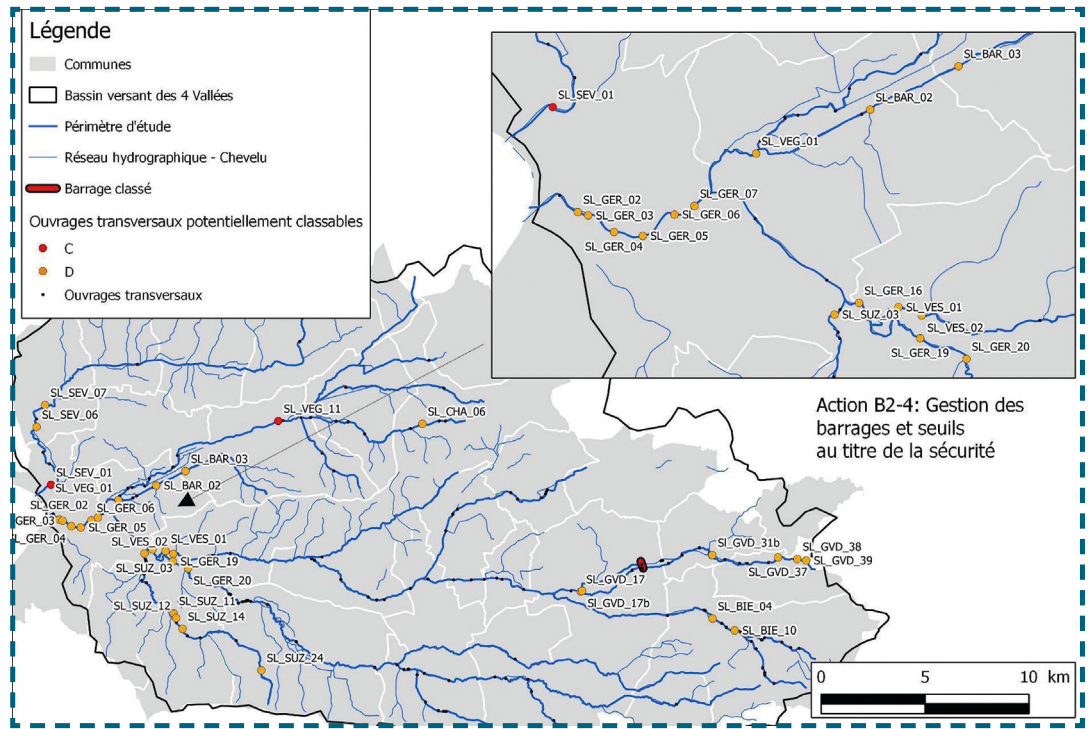 Légende
Communes
Bassin versant des 4 Vallées
Périmètre d'étude
Réseau hydrographique - Chevelu
Barrage classé
Ouvrages transversaux potentiellement classables
C
D
Ouvrages transversaux
SL_BAR_03
SL_SEV_01
SL_BAR_02
SL_VEG_01
SL_GER_02
SL_GER_07
SL_GER_03
SL_GER_06
SL_GER_04
SL_GER_05
SL_GER_16
SL_VES_01
SL_SUZ_03
SL_VES_02
SL_GER_19
SL_GER_20
Action B2-4: Gestion des
barrages et seuils
au titre de la sécurité
SL_SEV_07
SL_SEV_06
SL_VEG_11
SL_CHA_06
SL_BAR_03
SL_SEV_01
SL_VEG_01
SL_BAR_02
SL_GER_02
SL_GER_06
GER_03
SL_GER_05
L_GER_04
SL_VES_02
SL_VES_01
SL_SUZ_03
SL_GER_19
SL_GER_20
SL_SUZ_12
SL_SUZ_11
SL_SUZ_14
SL_SUZ_24
Sl_GVD_31b
SL_GVD_38
SL_GVD_39
SL_GVD_37
SL_GVD_17
Sl_GVD_17b
SL_BIE_04
SL_BIE_10
0 5 10 km